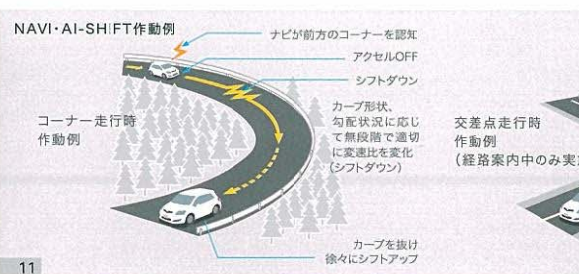 NAVI・AI-SHIFT作動例
ナビが前方のコーナーを認知
アクセルOFF
シフトダウン
コーナー走行時
作動例
カーブ形状、
勾配状況に応じ
て無段階で適切
に変速比を変化
(シフトダウン)
交差点走行時
作動例
(経路案内中のみ実
カーブを抜け
徐々にシフトアップ
11